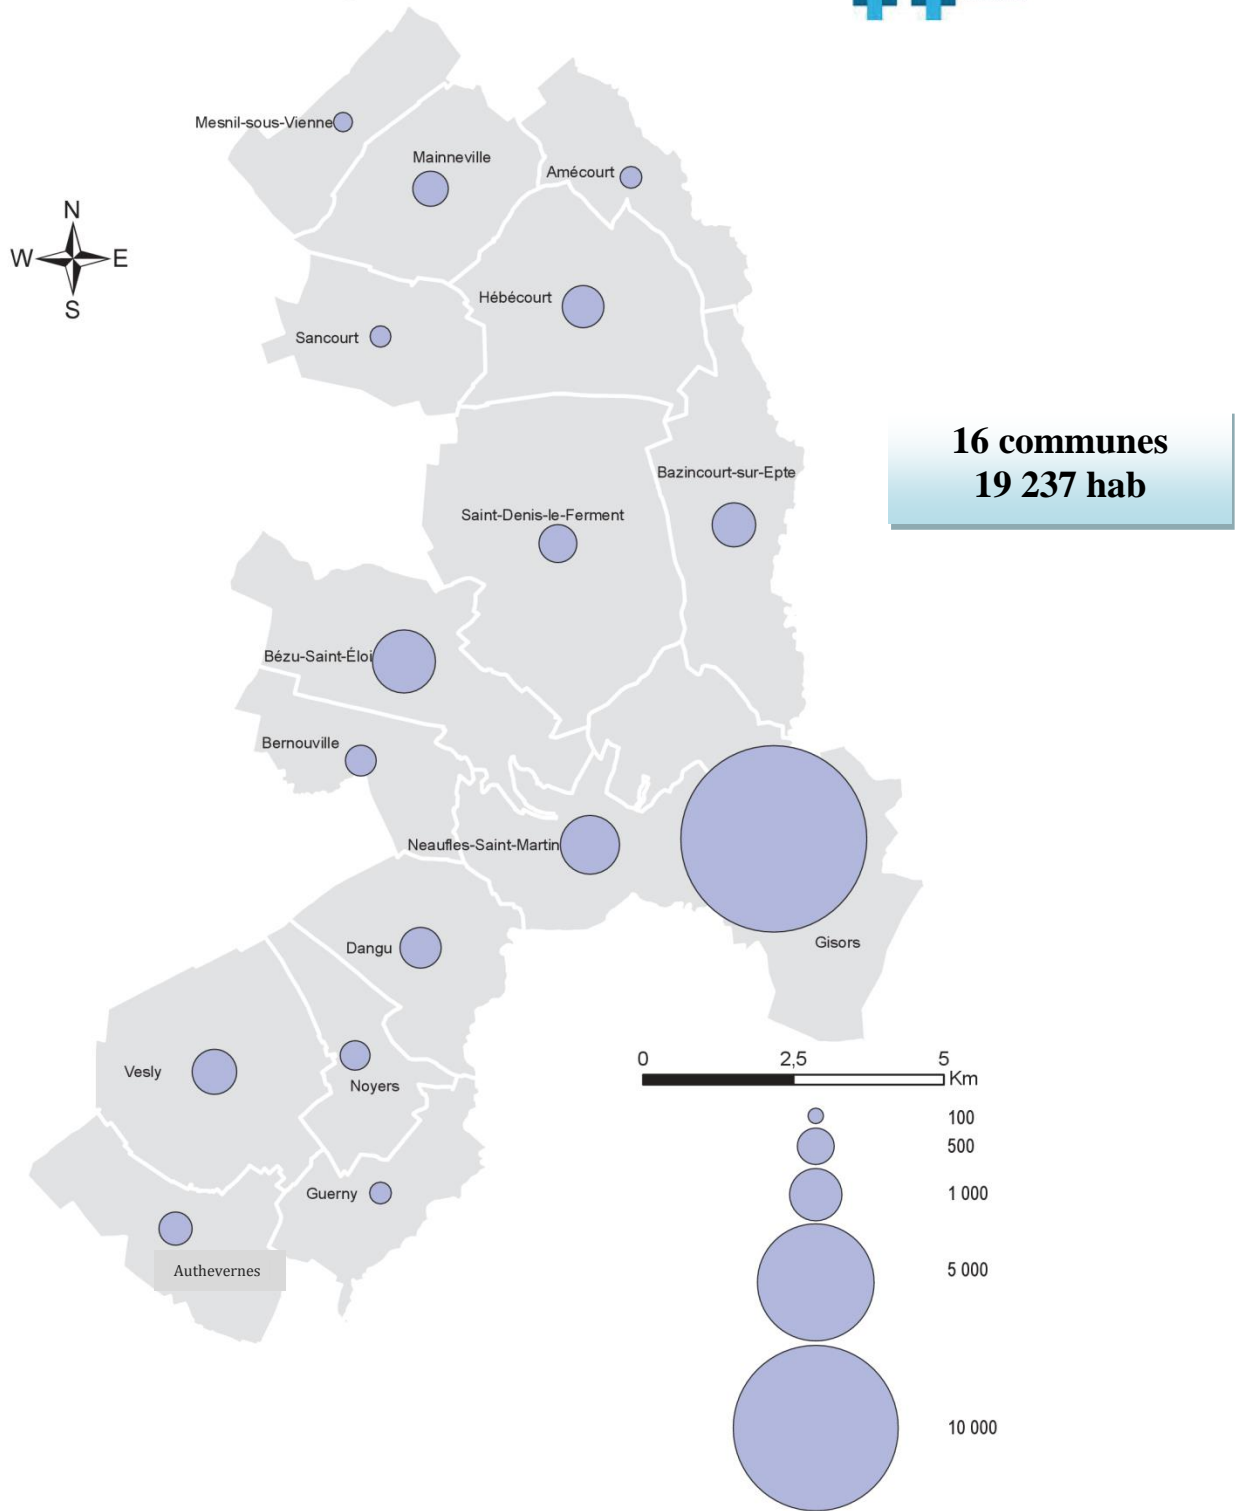 Mesnil-sous-Vienne
Mainneville
Amécourt
N
W E
S
Hébécourt
Sancourt
16 communes
19 237 hab
Bazincourt-sur-Epte
Saint-Denis-le-Ferment
Bézu-Saint-Éloi
Bernouville
Neaufles-Saint-Martin
Gisors
Dangu
Vesly
Noyers
Guerny
Authevernes
0 2,5 5
Km
100
500
1 000
5 000
10 000